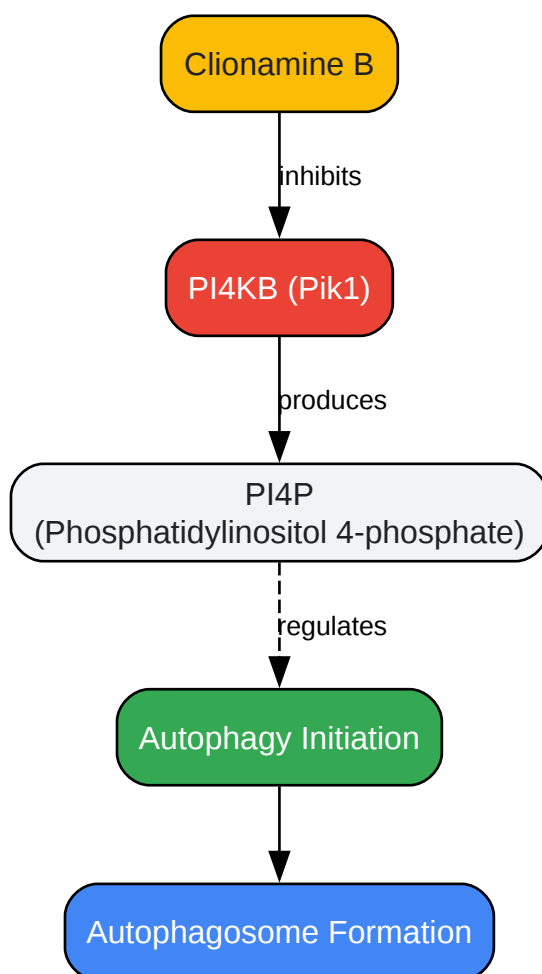 Clionamine B
inhibits
PI4KB (Pik1)
produces
PI4P
(Phosphatidylinositol 4-phosphate)
regulates
Autophagy Initiation
Autophagosome Formation